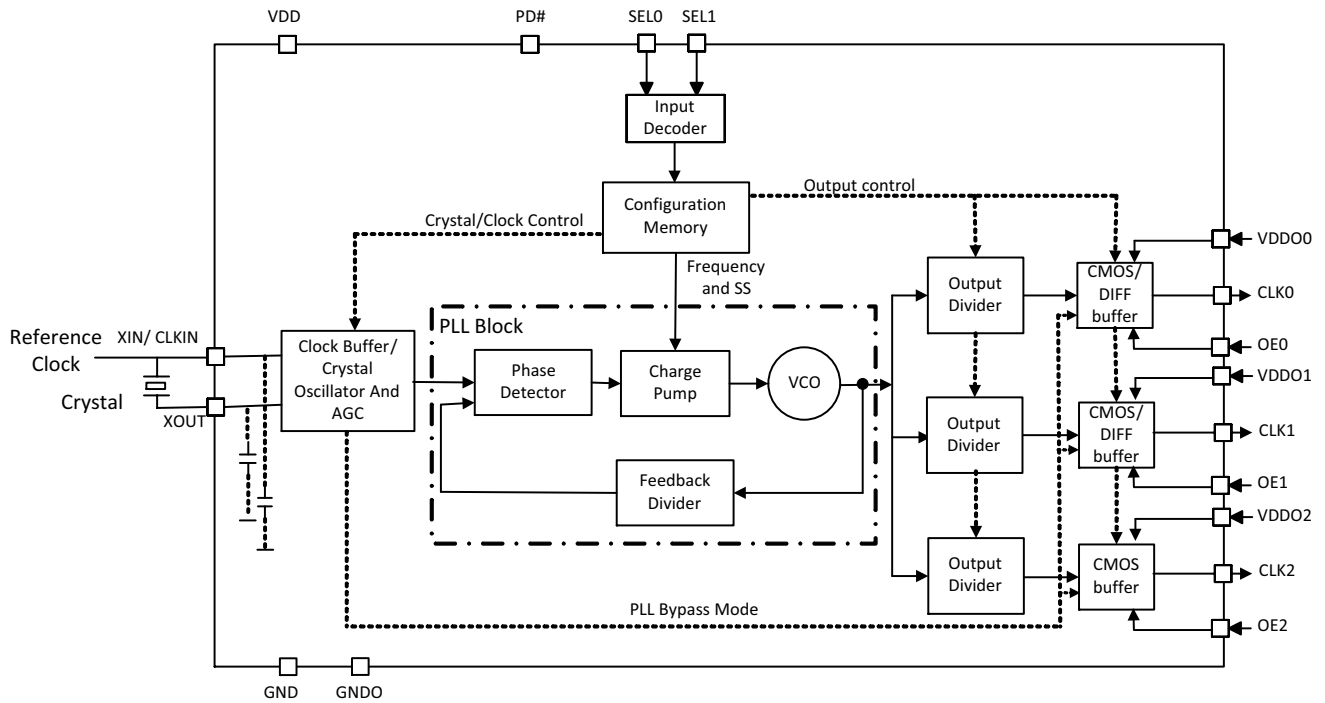 VDD
PD#
SEL0
SEL1
Input
Decoder
Configuration
Memory
Output control
Crystal/Clock Control
Frequency
and SS
VDDO0
CLK0
OE0
VDDO1
CLK1
OE1
VDDO2
CLK2
OE2
Reference
Clock
XIN/ CLKIN
Crystal
XOUT
Clock Buffer/
Crystal
Oscillator And
AGC
PLL Block
Phase
Detector
Charge
Pump
VCO
Feedback
Divider
Output
Divider
Output
Divider
Output
Divider
CMOS/
DIFF
buffer
CMOS/
DIFF
buffer
CMOS
buffer
PLL Bypass Mode
GND
GNDO